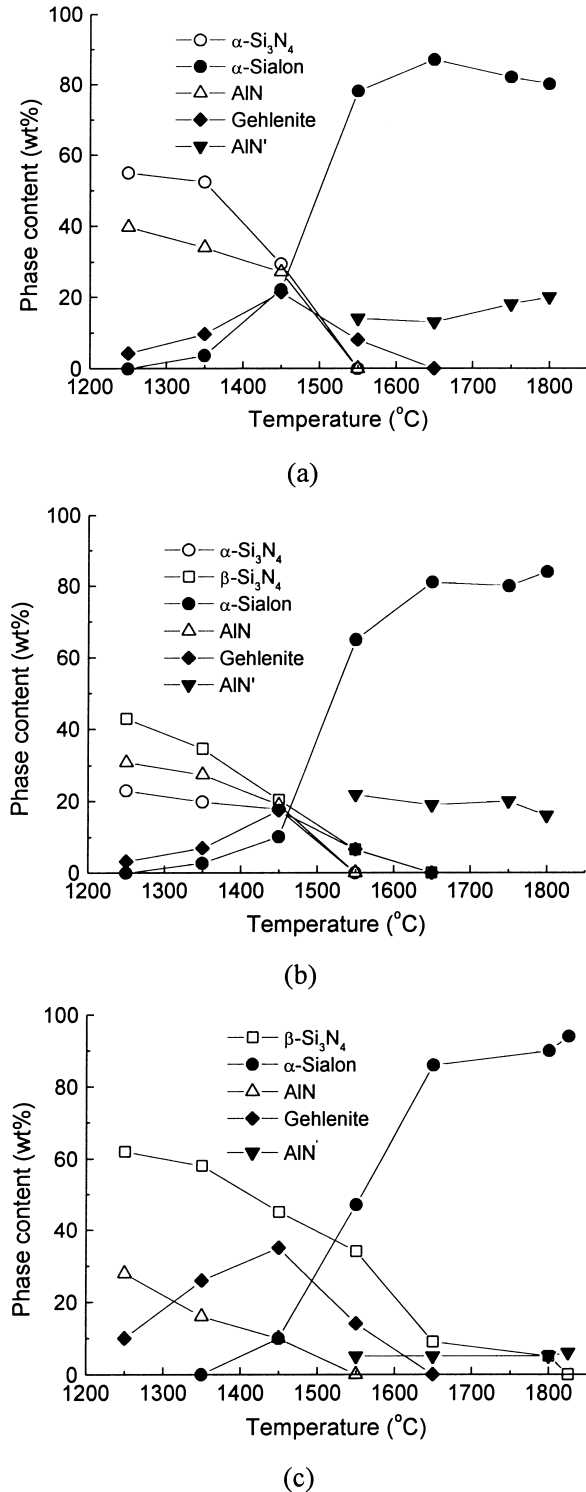 100
80
60
40
20
0
Phase content (wt%)
α-Si₃N₄
α-Sialon
AlN
Gehlenite
AlN'
1200 1300 1400 1500 1600 1700 1800
Temperature (°C)
(a)
100
80
60
40
20
0
Phase content (wt%)
α-Si₃N₄
β-Si₃N₄
α-Sialon
AlN
Gehlenite
AlN'
1200 1300 1400 1500 1600 1700 1800
Temperature (°C)
(b)
100
80
60
40
20
0
Phase content (wt%)
β-Si₃N₄
α-Sialon
AlN
Gehlenite
AlN'
1200 1300 1400 1500 1600 1700 1800
Temperature (°C)
(c)